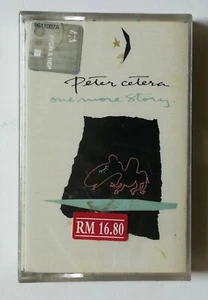 Peter cetera
one more story.
RM 16.80